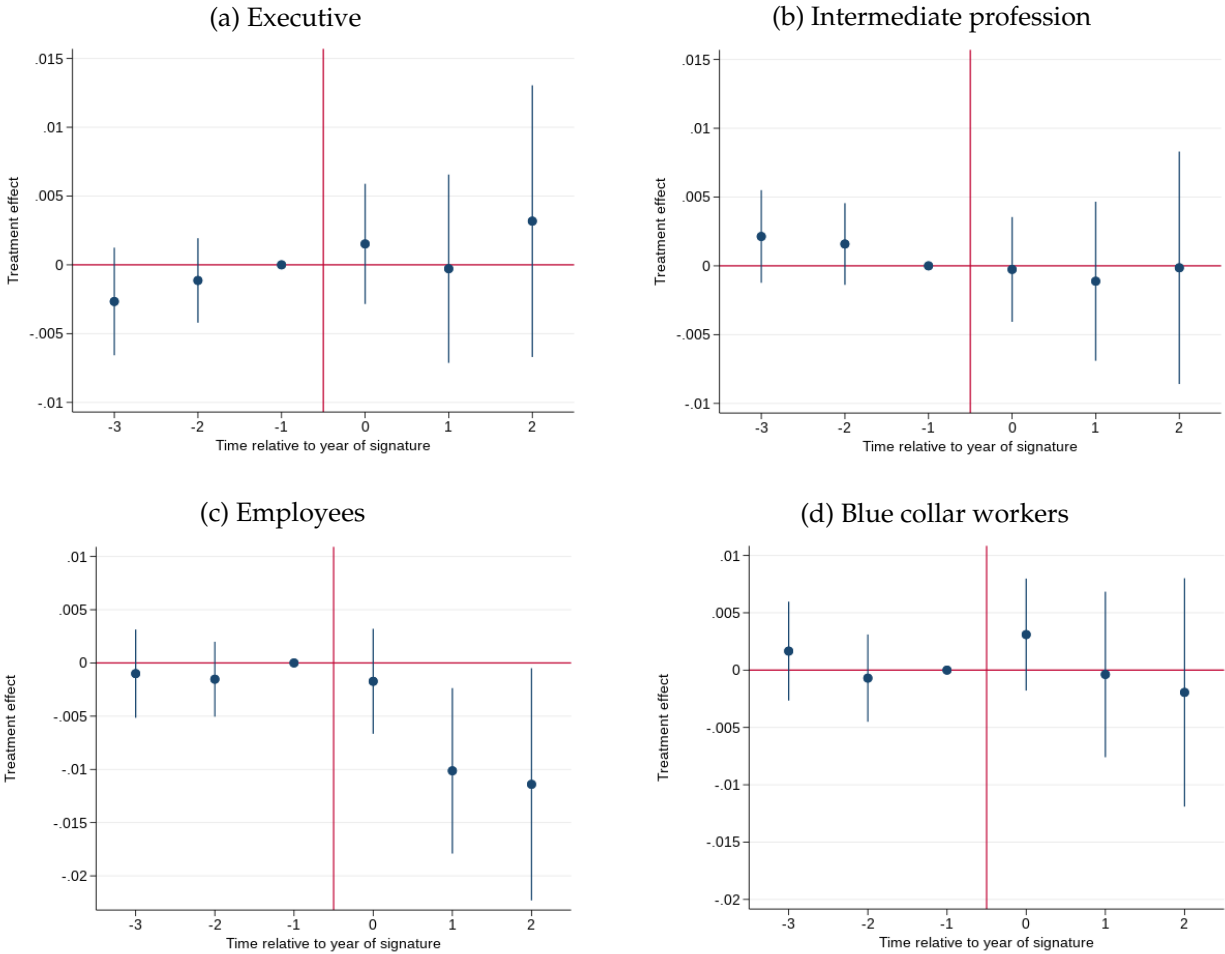 (a) Executive
.015
.01
.005
0
-.005
-.01
Treatment effect
-3 -2 -1 0 1 2
Time relative to year of signature
(b) Intermediate profession
.015
.01
.005
0
-.005
-.01
Treatment effect
-3 -2 -1 0 1 2
Time relative to year of signature
(c) Employees
.01
.005
0
-.005
-.01
-.015
-.02
Treatment effect
-3 -2 -1 0 1 2
Time relative to year of signature
(d) Blue collar workers
.01
.005
0
-.005
-.01
-.015
-.02
Treatment effect
-3 -2 -1 0 1 2
Time relative to year of signature